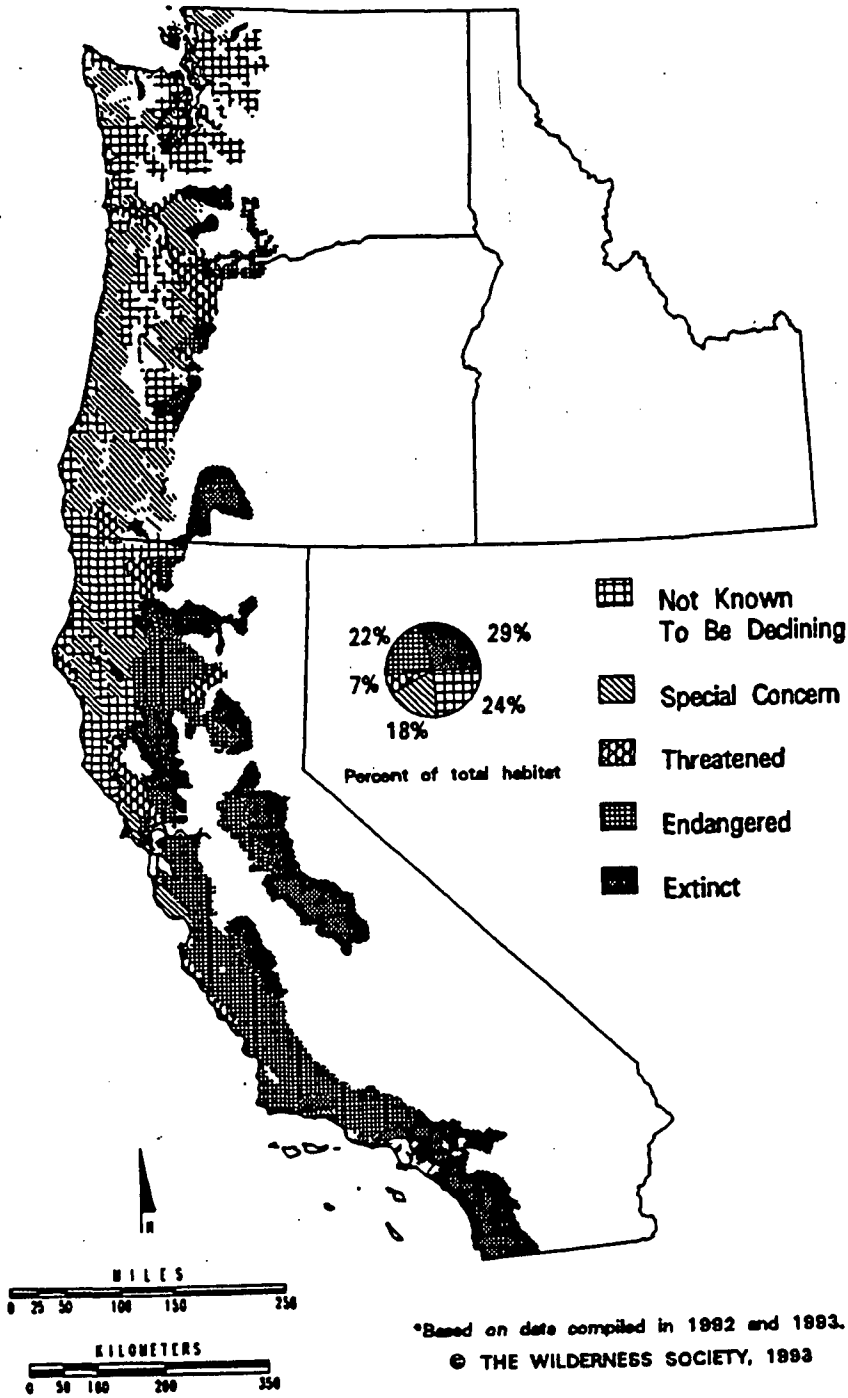 22%
29%
7%
24%
18%
Percent of total habitat
Not Known
To Be Declining
Special Concern
Threatened
Endangered
Extinct
N
MILES
0 25 50 100 150 250
KILOMETERS
0 50 100 200 350
*Based on data compiled in 1992 and 1993.
© THE WILDERNESS SOCIETY, 1993